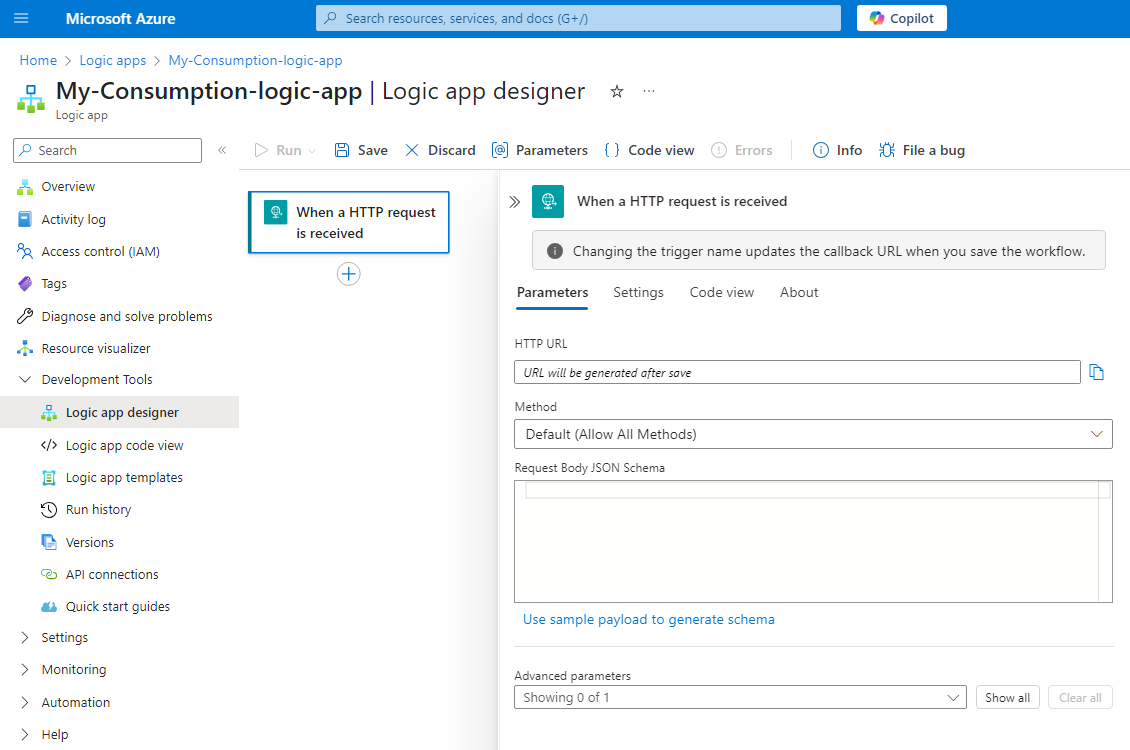 Microsoft Azure
Search resources, services, and docs (G+/)
Copilot
Home > Logic apps > My-Consumption-logic-app
My-Consumption-logic-app | Logic app designer
Logic app
Search
Run
Save
Discard
Parameters
Code view
Errors
Info
File a bug
Overview
Activity log
Access control (IAM)
Tags
Diagnose and solve problems
Resource visualizer
Development Tools
Logic app designer
Logic app code view
Logic app templates
Run history
Versions
API connections
Quick start guides
Settings
Monitoring
Automation
Help
When a HTTP request
is received
When a HTTP request is received
Changing the trigger name updates the callback URL when you save the workflow.
Parameters
Settings
Code view
About
HTTP URL
URL will be generated after save
Method
Default (Allow All Methods)
Request Body JSON Schema
Use sample payload to generate schema
Advanced parameters
Showing 0 of 1
Show all
Clear all